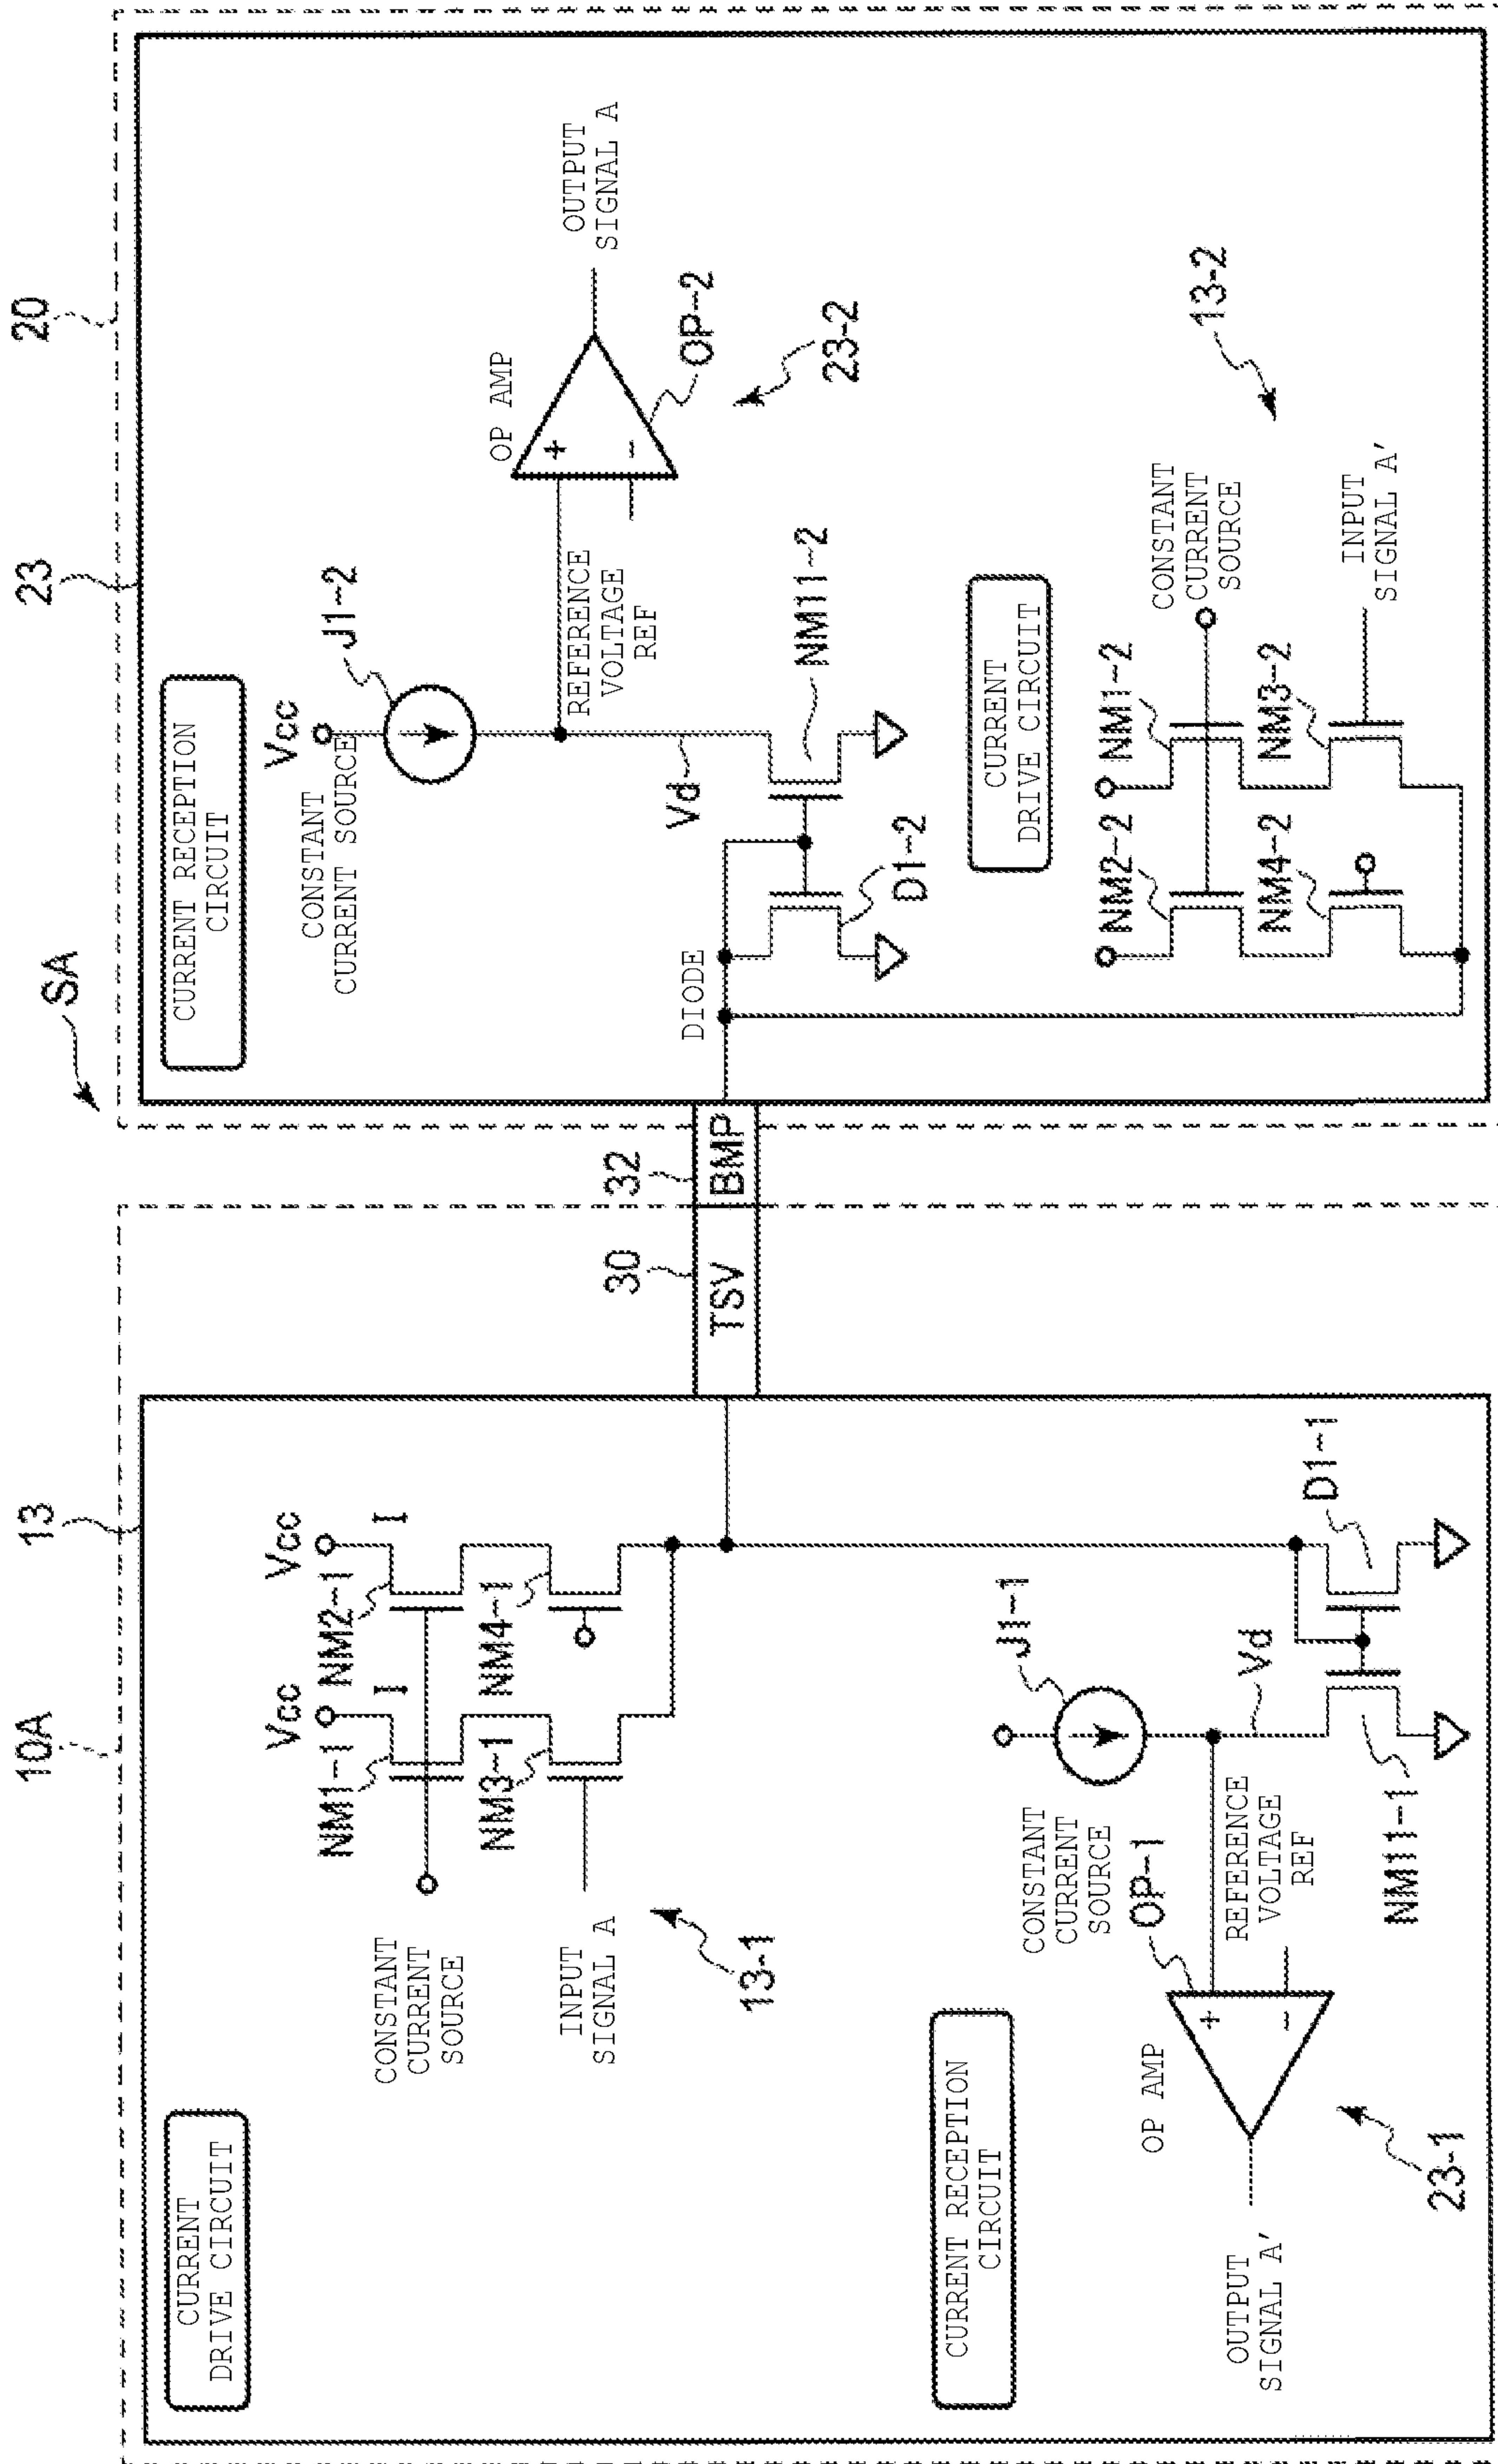 SA
10A
13
CURRENT
DRIVE CIRCUIT
Vcc
Vcc
I
I
NM1-1
NM2-1
CONSTANT
CURRENT
SOURCE
NM3-1
NM4-1
INPUT
SIGNAL A
13-1
CURRENT RECEPTION
CIRCUIT
CONSTANT
CURRENT
SOURCE
J1-1
OP AMP
OP-1
+
-
REFERENCE
VOLTAGE
REF
Vd
OUTPUT
SIGNAL A'
23-1
NM11-1
D1-1
30
TSV
32
BMP
20
23
CURRENT RECEPTION
CIRCUIT
Vcc
CONSTANT
CURRENT SOURCE
J1-2
OP AMP
+
-
OUTPUT
SIGNAL A
OP-2
REFERENCE
VOLTAGE
REF
23-2
DIODE
Vd
NM11-2
D1-2
CURRENT
DRIVE CIRCUIT
NM2-2
NM1-2
CONSTANT
CURRENT
SOURCE
NM4-2
NM3-2
INPUT
SIGNAL A'
13-2